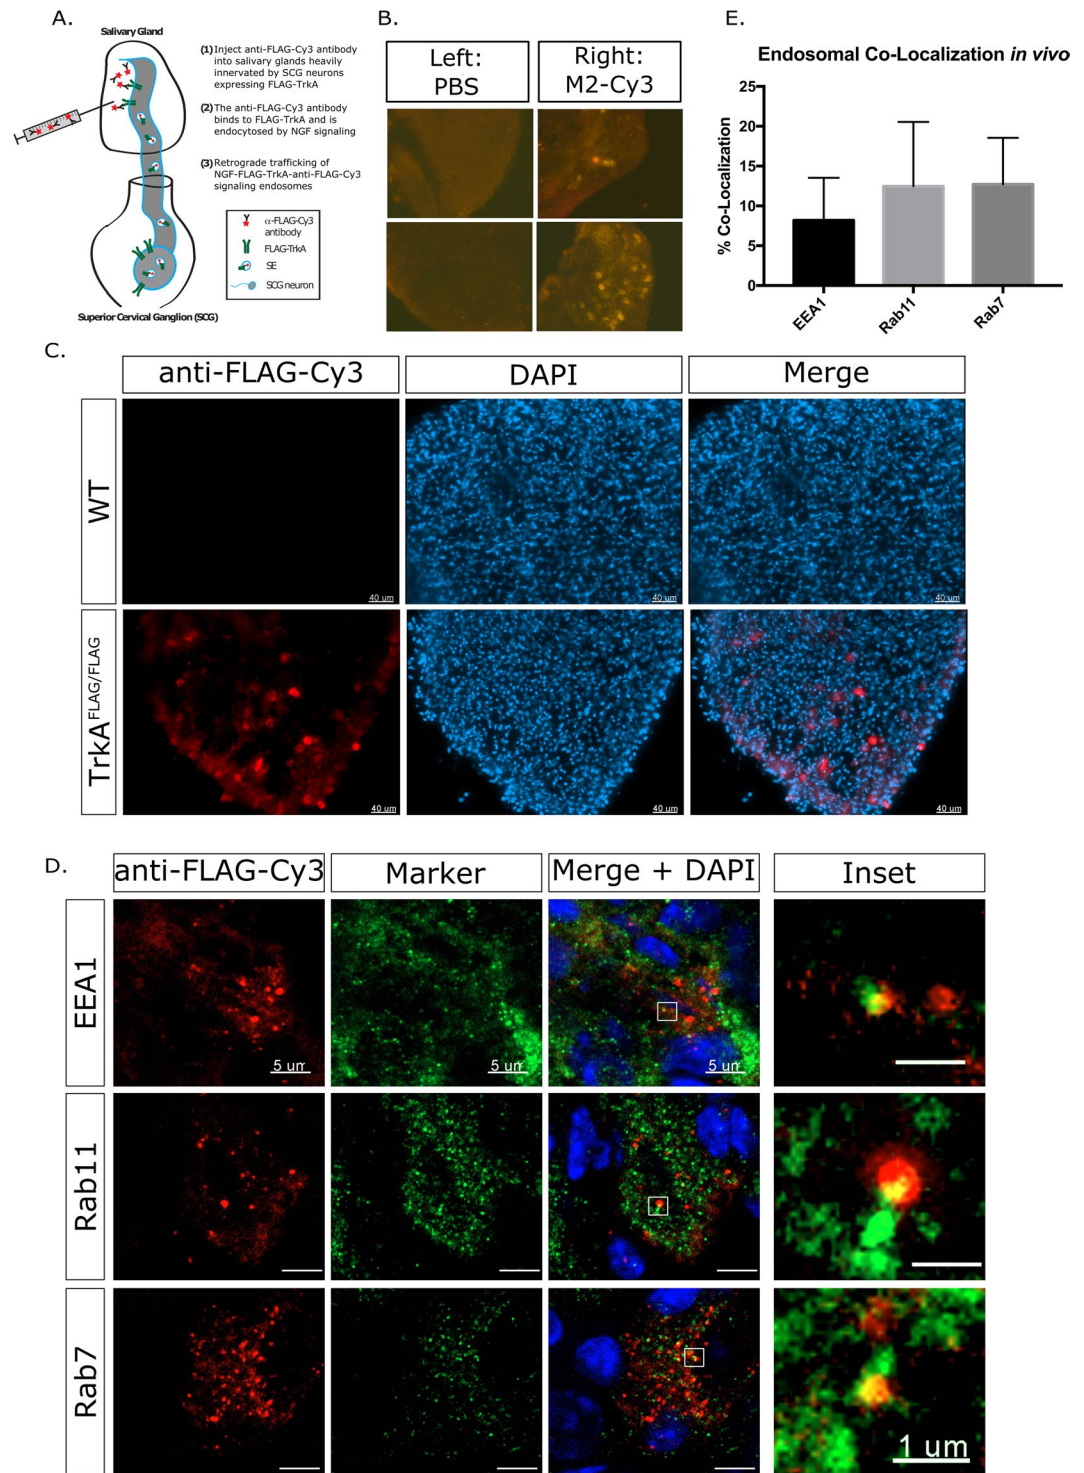 A.
Salivary Gland
(1) Inject anti-FLAG-Cy3 antibody
into salivary glands heavily
innervated by SCG neurons
expressing FLAG-TrkA
(2) The anti-FLAG-Cy3 antibody
binds to FLAG-TrkA and is
endocytosed by NGF signaling
(3) Retrograde trafficking of
NGF-FLAG-TrkA-anti-FLAG-Cy3
signaling endosomes
α-FLAG-Cy3
antibody
FLAG-TrkA
SE
SCG neuron
Superior Cervical Ganglion (SCG)
B.
Left:
PBS
Right:
M2-Cy3
E.
Endosomal Co-Localization in vivo
% Co-Localization
25
20
15
10
5
0
EEA1
Rab11
Rab7
C.
anti-FLAG-Cy3
DAPI
Merge
WT
40 um
40 um
40 um
TrkA FLAG/FLAG
40 um
40 um
40 um
D.
anti-FLAG-Cy3
Marker
Merge + DAPI
Inset
EEA1
5 um
5 um
5 um
Rab11
Rab7
1 um